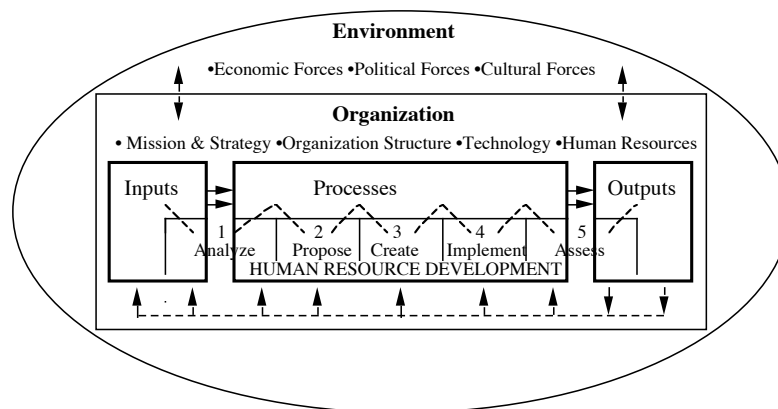 Environment
•Economic Forces •Political Forces •Cultural Forces
Organization
• Mission & Strategy •Organization Structure •Technology •Human Resources
Inputs Processes Outputs
1 2 3 4 5
Analyze Propose Create Implement Assess
HUMAN RESOURCE DEVELOPMENT